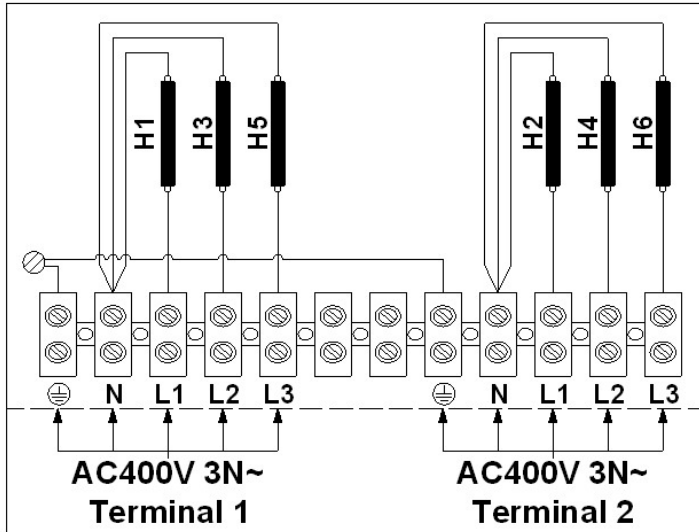 H1 H3 H5 H2 H4 H6
N L1 L2 L3 N L1 L2 L3
AC400V 3N~ AC400V 3N~
Terminal 1 Terminal 2